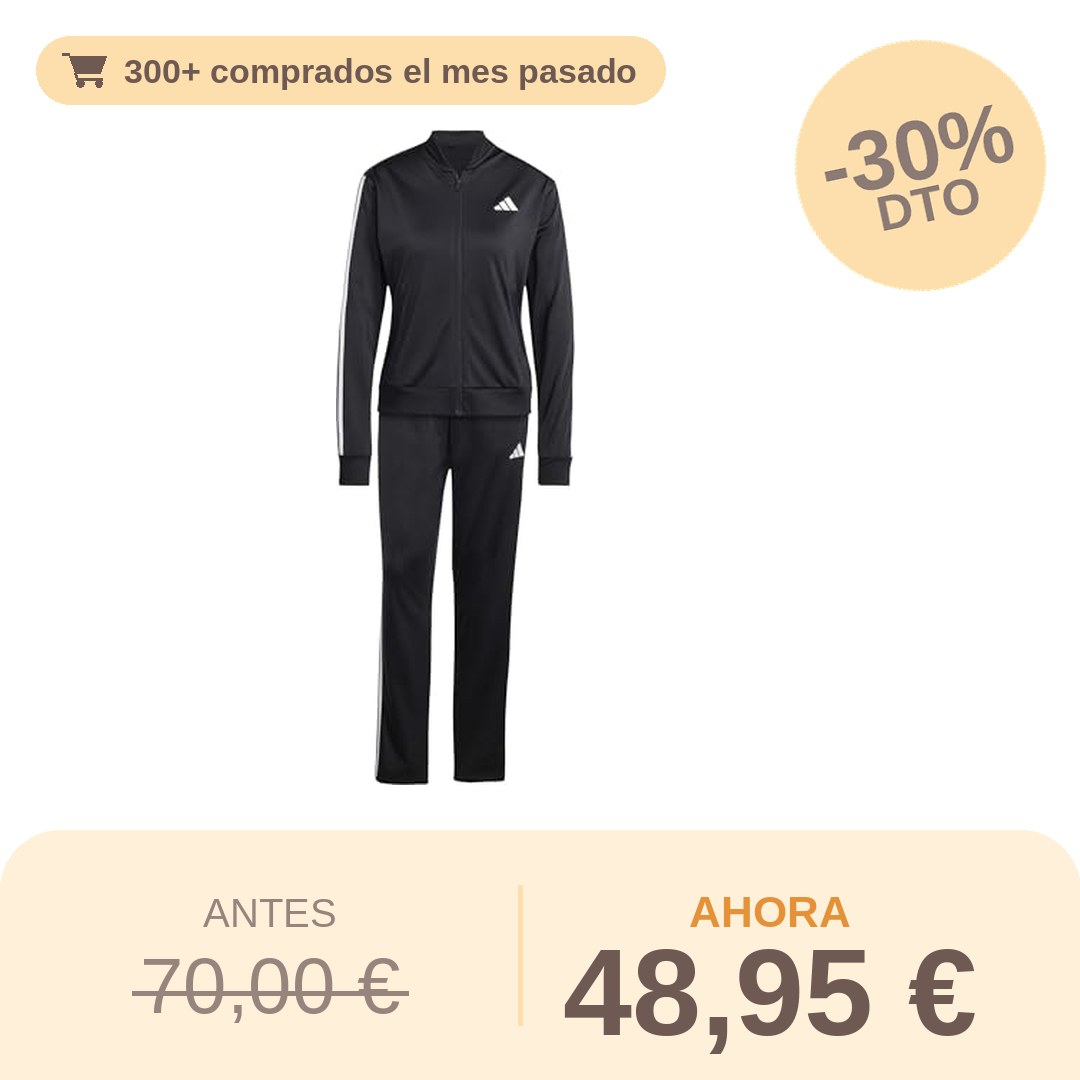 300+ comprados el mes pasado
-30%
DTO
ANTES
AHORA
70,00 €
48,95 €